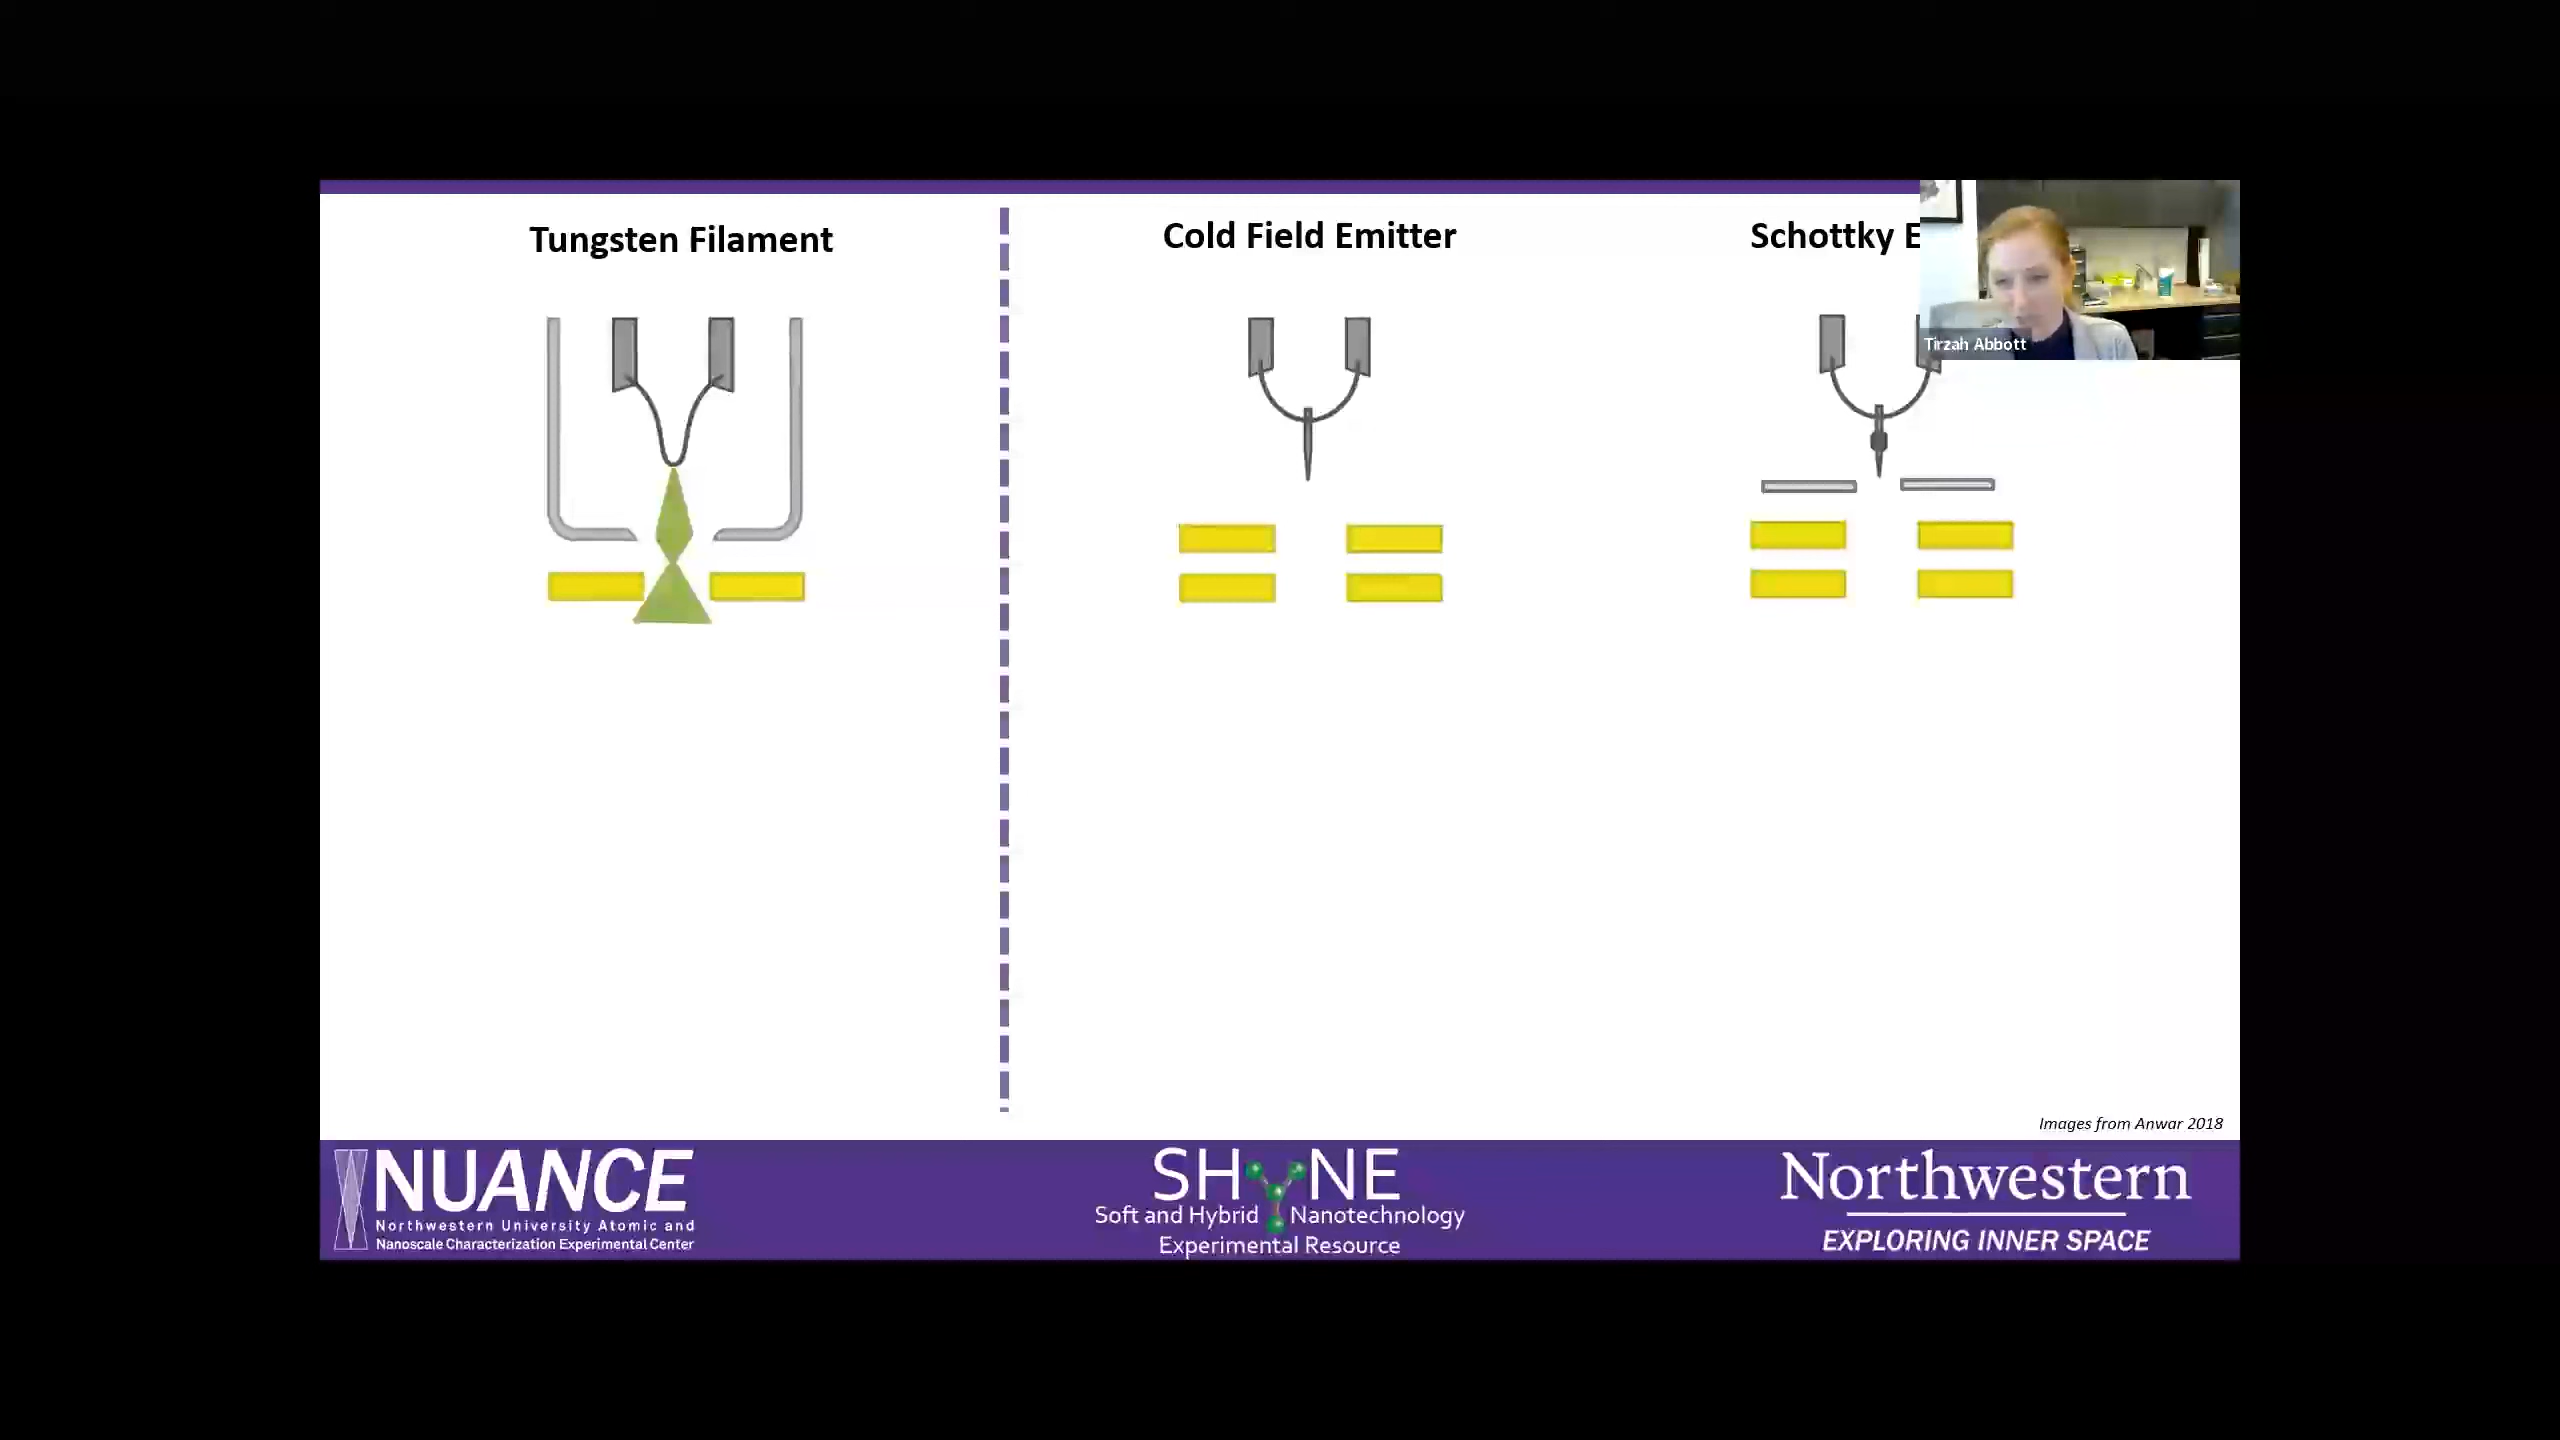 Tungsten Filament
Cold Field Emitter
Schottky E
Tirzah Abbott
Images from Anwar 2018
NUANCE
Northwestern University Atomic and
Nanoscale Characterization Experimental Center
SHYNE
Soft and Hybrid Nanotechnology
Experimental Resource
Northwestern
EXPLORING INNER SPACE